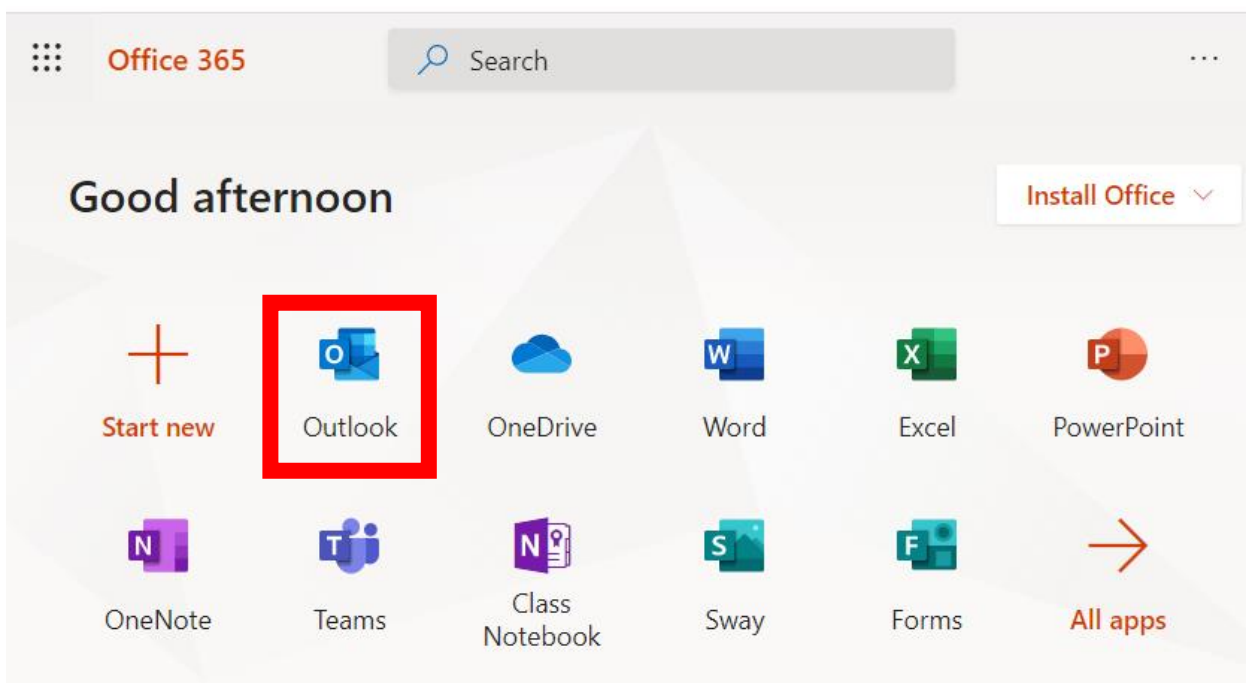 Office 365
Search
...
Good afternoon
Install Office
O
W
X
P
Start new
Outlook
OneDrive
Word
Excel
PowerPoint
N
T
N
S
F
OneNote
Teams
Class
Notebook
Sway
Forms
All apps